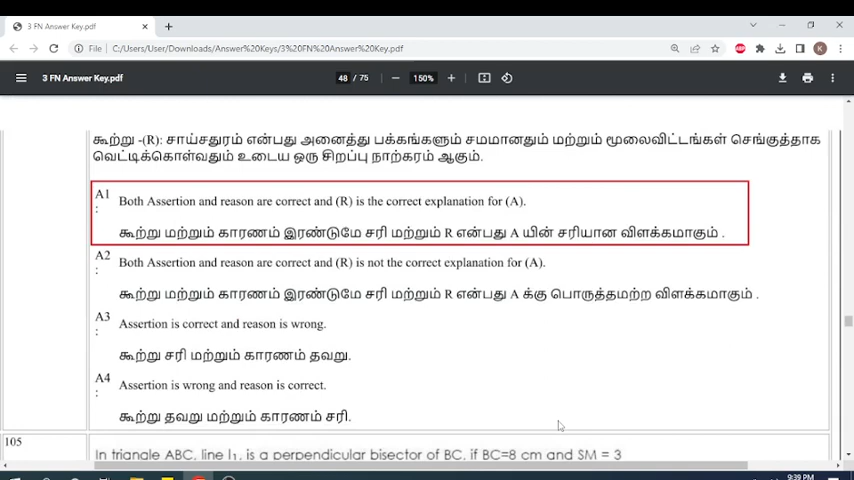 3 FN Answer Key.pdf
File | C:/Users/User/Downloads/Answer%20Keys/3%20FN%20Answer%20Key.pdf
ABP
K
3 FN Answer Key.pdf
48 / 75
150%
கூற்று -(R): சாய்சதுரம் என்பது அனைத்து பக்கங்களும் சமமானதும் மற்றும் மூலைவிட்டங்கள் செங்குத்தாக
வெட்டிக்கொள்வதும் உடைய ஒரு சிறப்பு நாற்கரம் ஆகும்.
A1
:
Both Assertion and reason are correct and (R) is the correct explanation for (A).
கூற்று மற்றும் காரணம் இரண்டுமே சரி மற்றும் R என்பது A யின் சரியான விளக்கமாகும் .
A2
:
Both Assertion and reason are correct and (R) is not the correct explanation for (A).
கூற்று மற்றும் காரணம் இரண்டுமே சரி மற்றும் R என்பது A க்கு பொருத்தமற்ற விளக்கமாகும் .
A3
:
Assertion is correct and reason is wrong.
கூற்று சரி மற்றும் காரணம் தவறு.
A4
:
Assertion is wrong and reason is correct.
கூற்று தவறு மற்றும் காரணம் சரி.
105
In triangle ABC, line l1, is a perpendicular bisector of BC, if BC=8 cm and SM = 3
9:39 PM